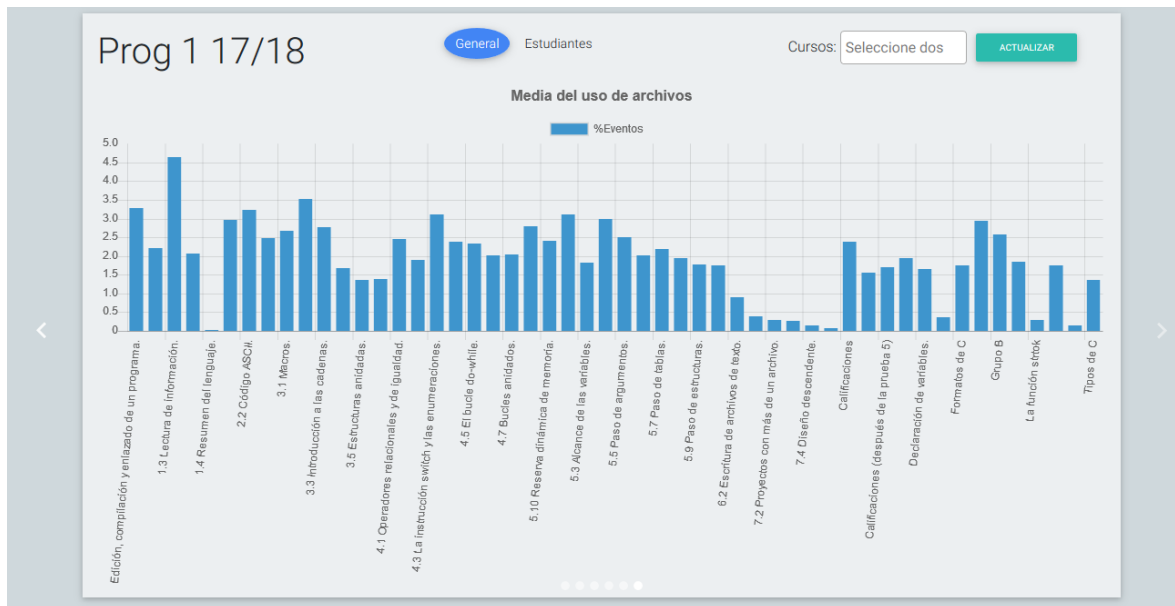 Prog 1 17/18
General
Estudiantes
Cursos:
Seleccione dos
ACTUALIZAR
Media del uso de archivos
%Eventos
5.0
4.5
4.0
3.5
3.0
2.5
2.0
1.5
1.0
0.5
0
Edición, compilación y enlazado de un programa.
1.3 Lectura de información.
1.4 Resumen del lenguaje.
2.2 Código ASCII.
3.1 Macros.
3.3 Introducción a las cadenas.
3.5 Estructuras anidadas.
4.1 Operadores relacionales y de igualdad.
4.3 La instrucción switch y las enumeraciones.
4.5 El bucle do-while.
4.7 Bucles anidados.
5.10 Reserva dinámica de memoría.
5.3 Alcance de las variables.
5.5 Paso de argumentos.
5.7 Paso de tablas.
5.9 Paso de estructuras.
6.2 Escritura de archivos de texto.
7.2 Proyectos con más de un archivo.
7.4 Diseño descendente.
Calificaciones
Calificaciones (después de la prueba 5)
Declaración de variables.
Formatos de C
Grupo B
La función strtok
Tipos de C